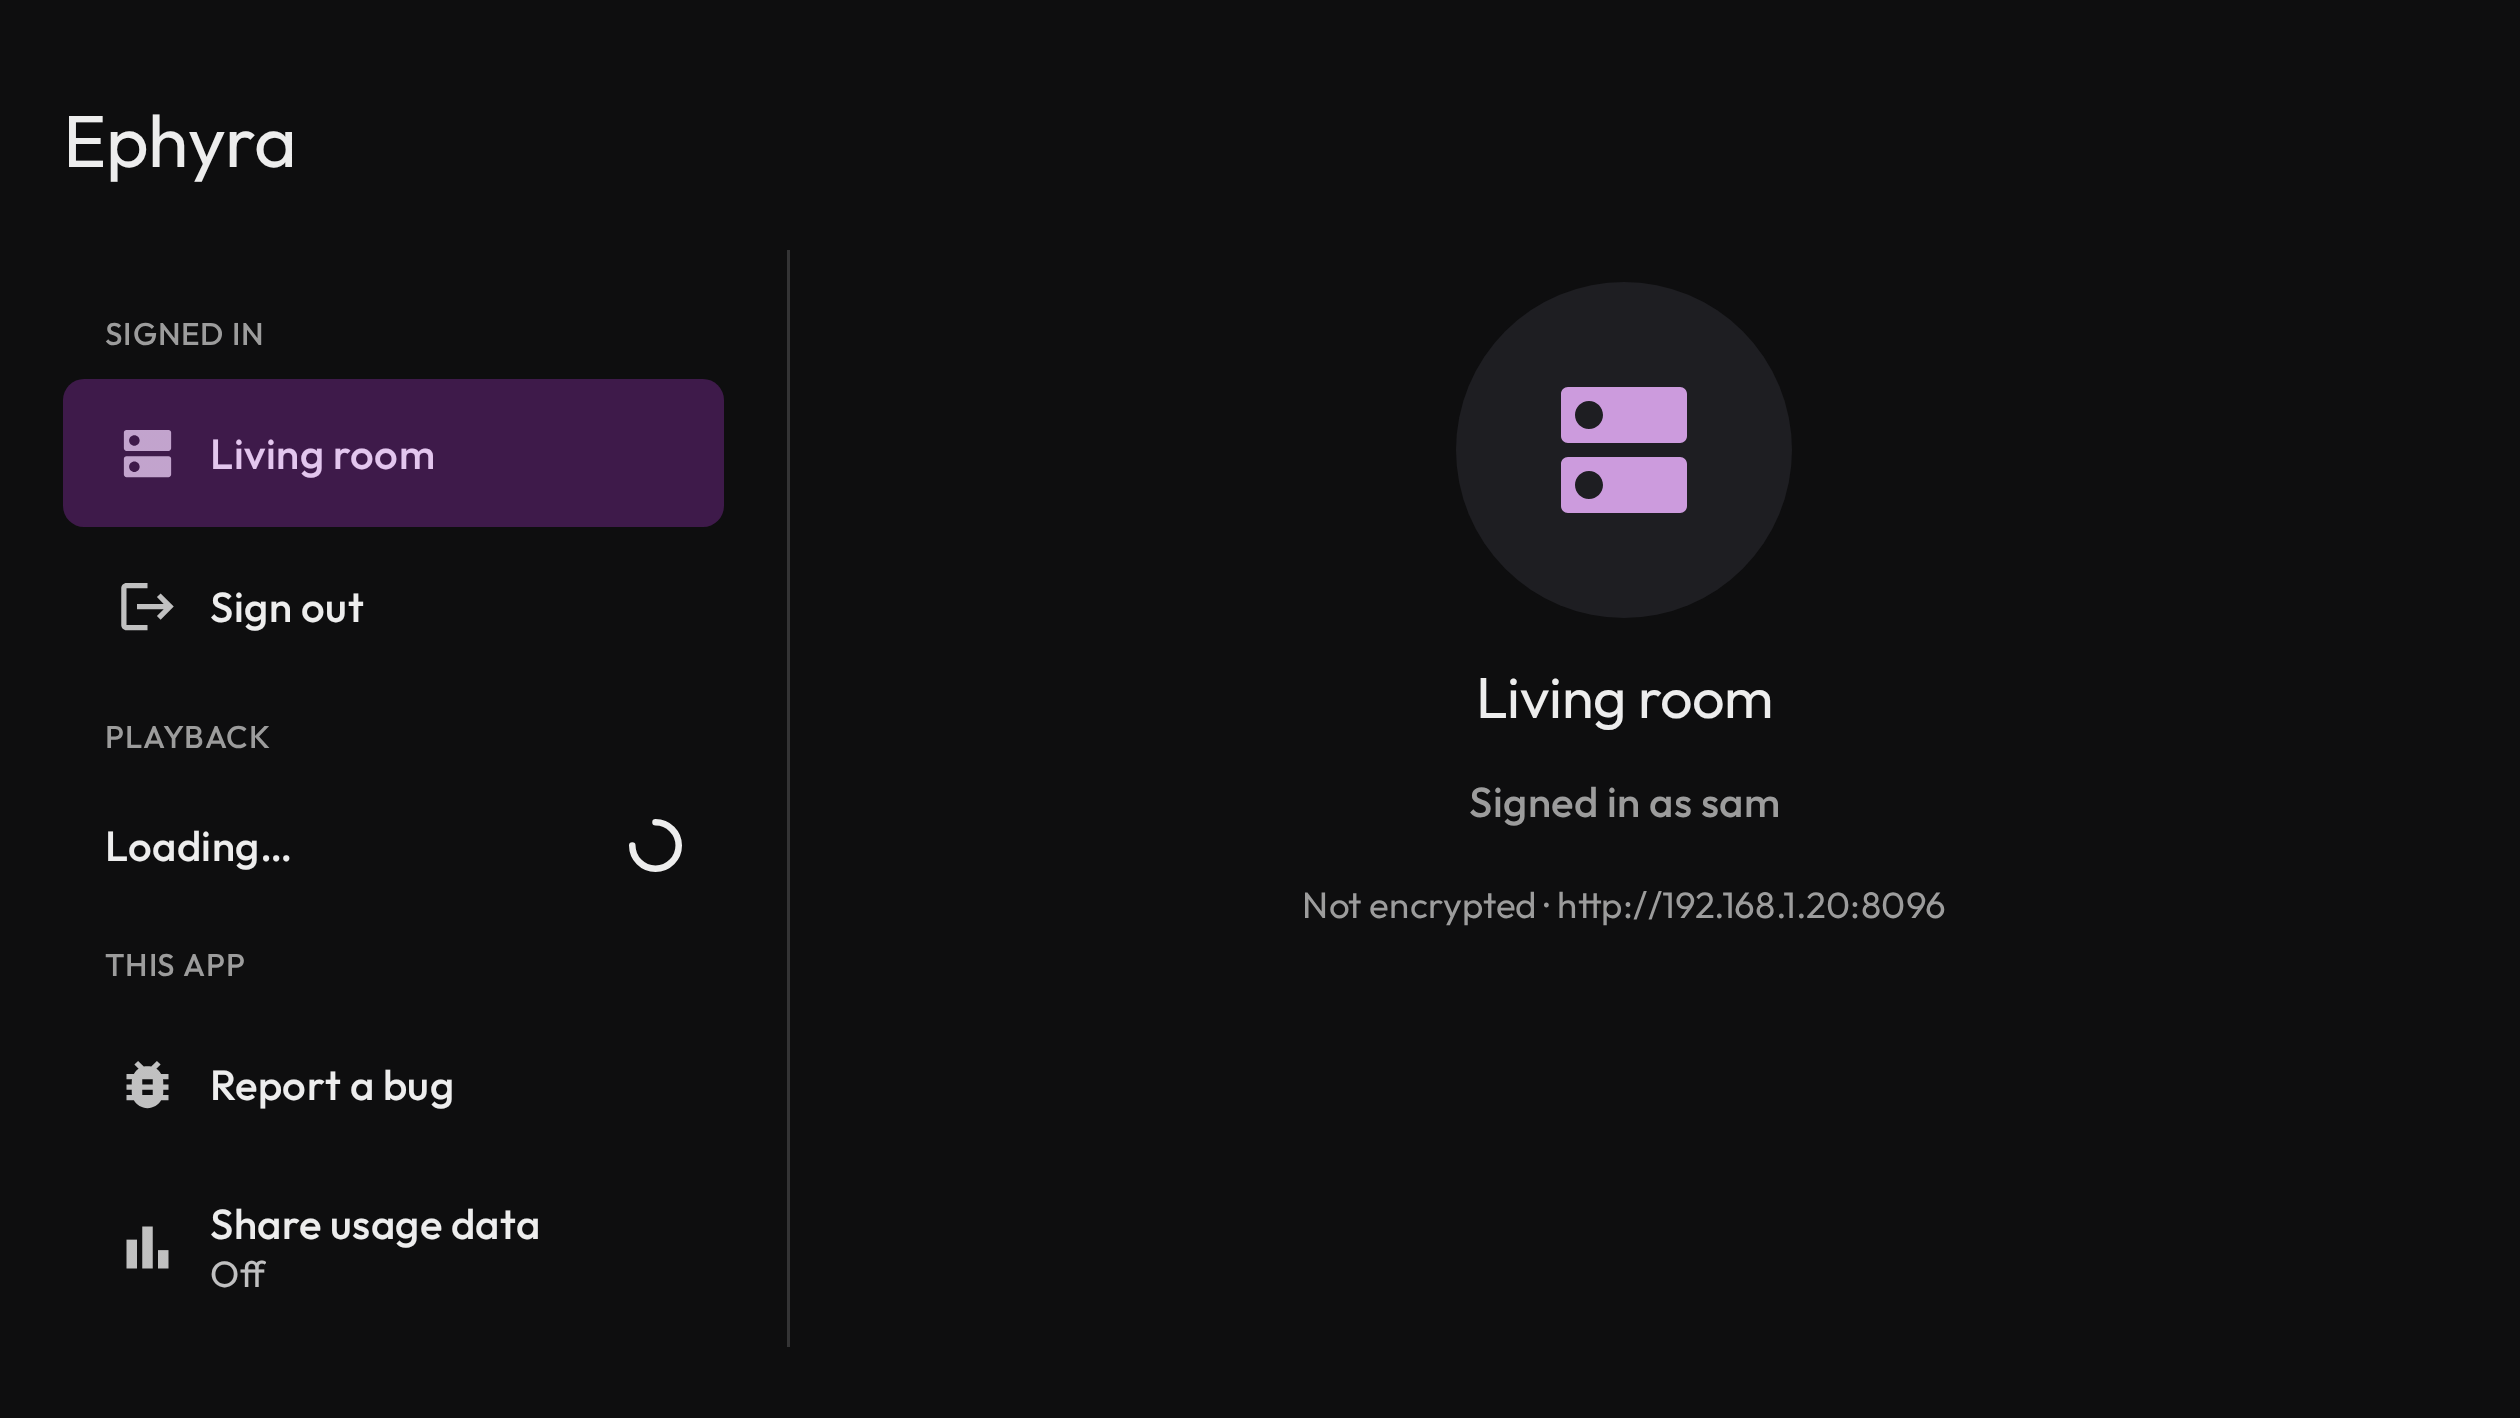 Ephyra
SIGNED IN
Living room
Sign out
PLAYBACK
Loading...
THIS APP
Report a bug
Share usage data
Off
Living room
Signed in as sam
Not encrypted · http://192.168.1.20:8096